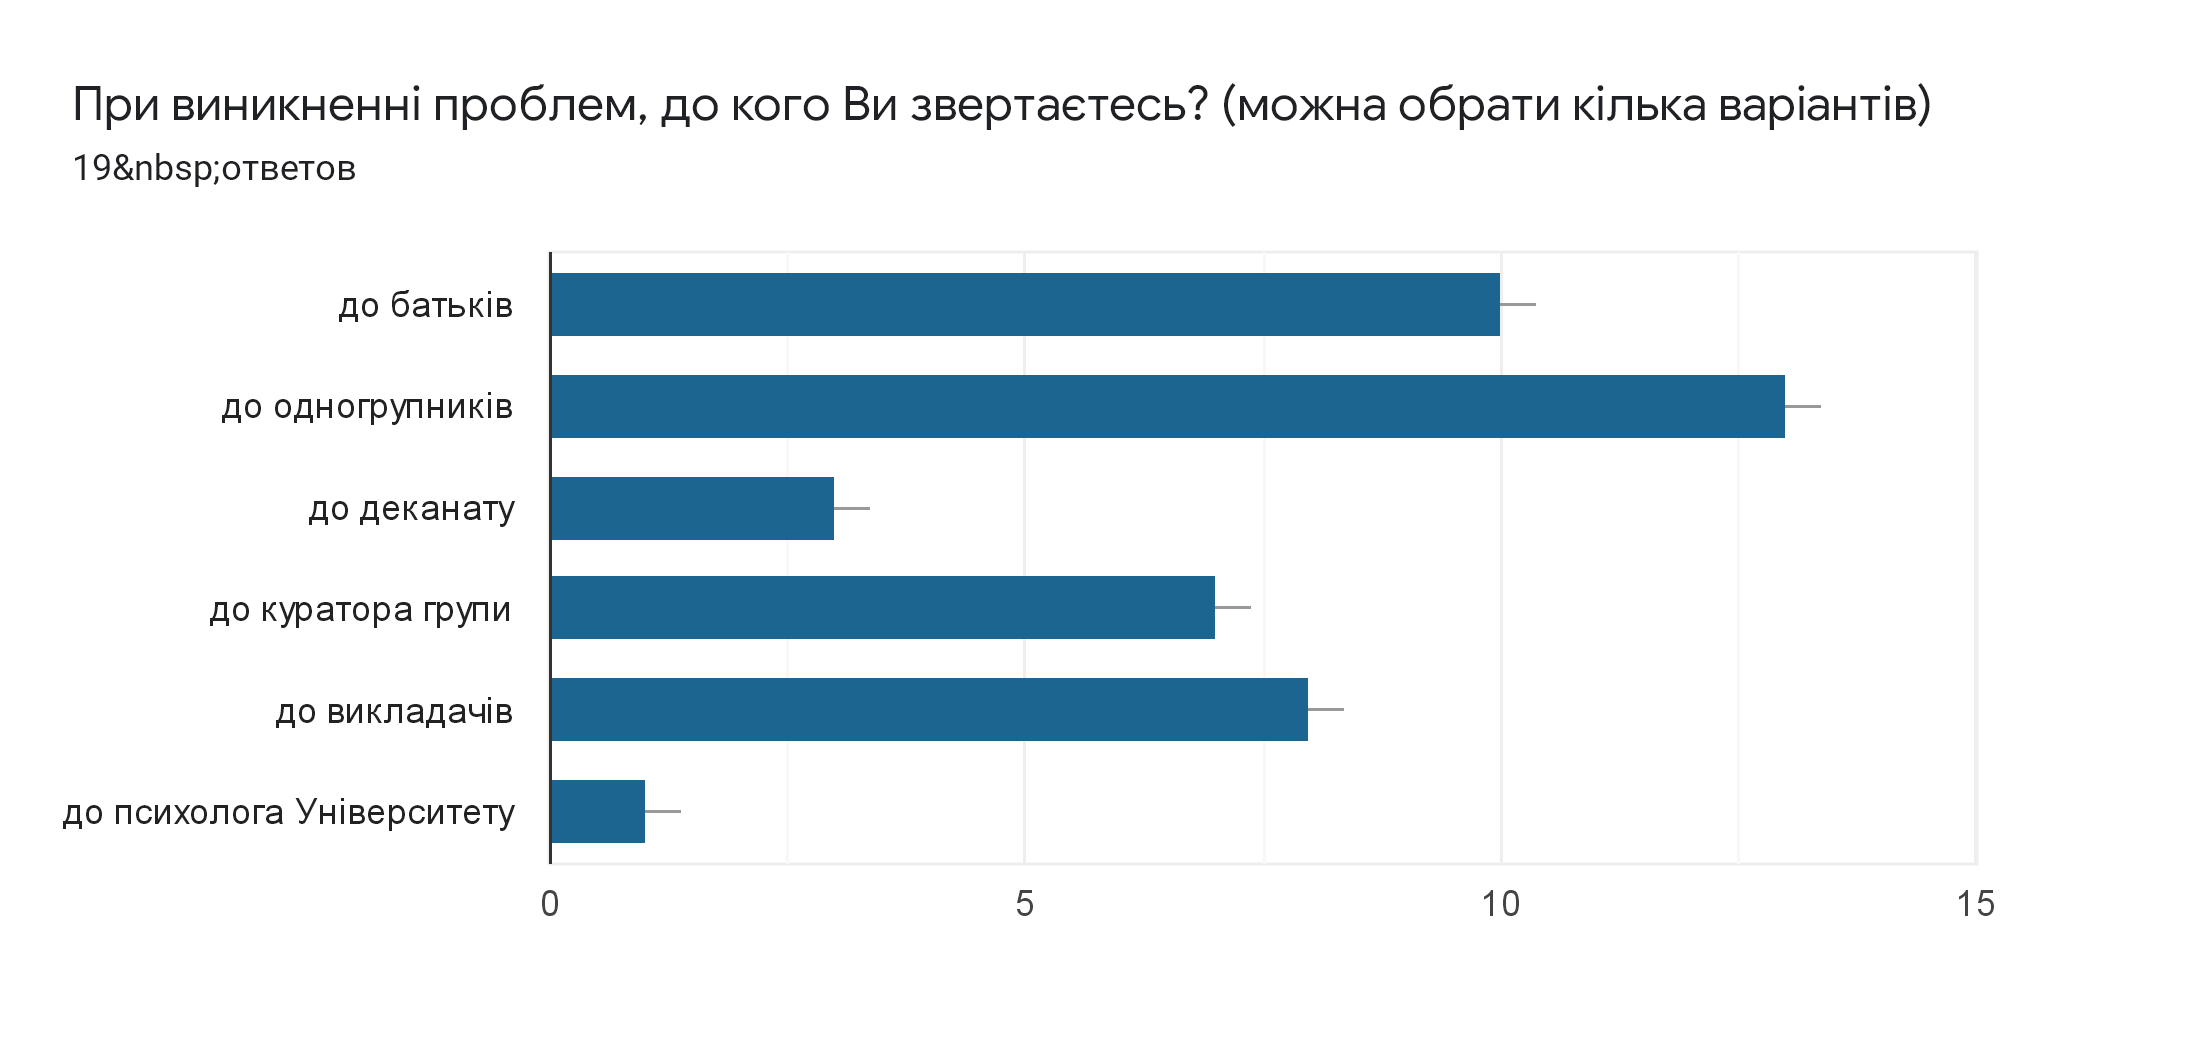 При виникненні проблем, до кого Ви звертаєтесь? (можна обрати кілька варіантів)
19&nbsp;ответов
до батьків
до одногрупників
до деканату
до куратора групи
до викладачів
до психолога Університету
0 5 10 15